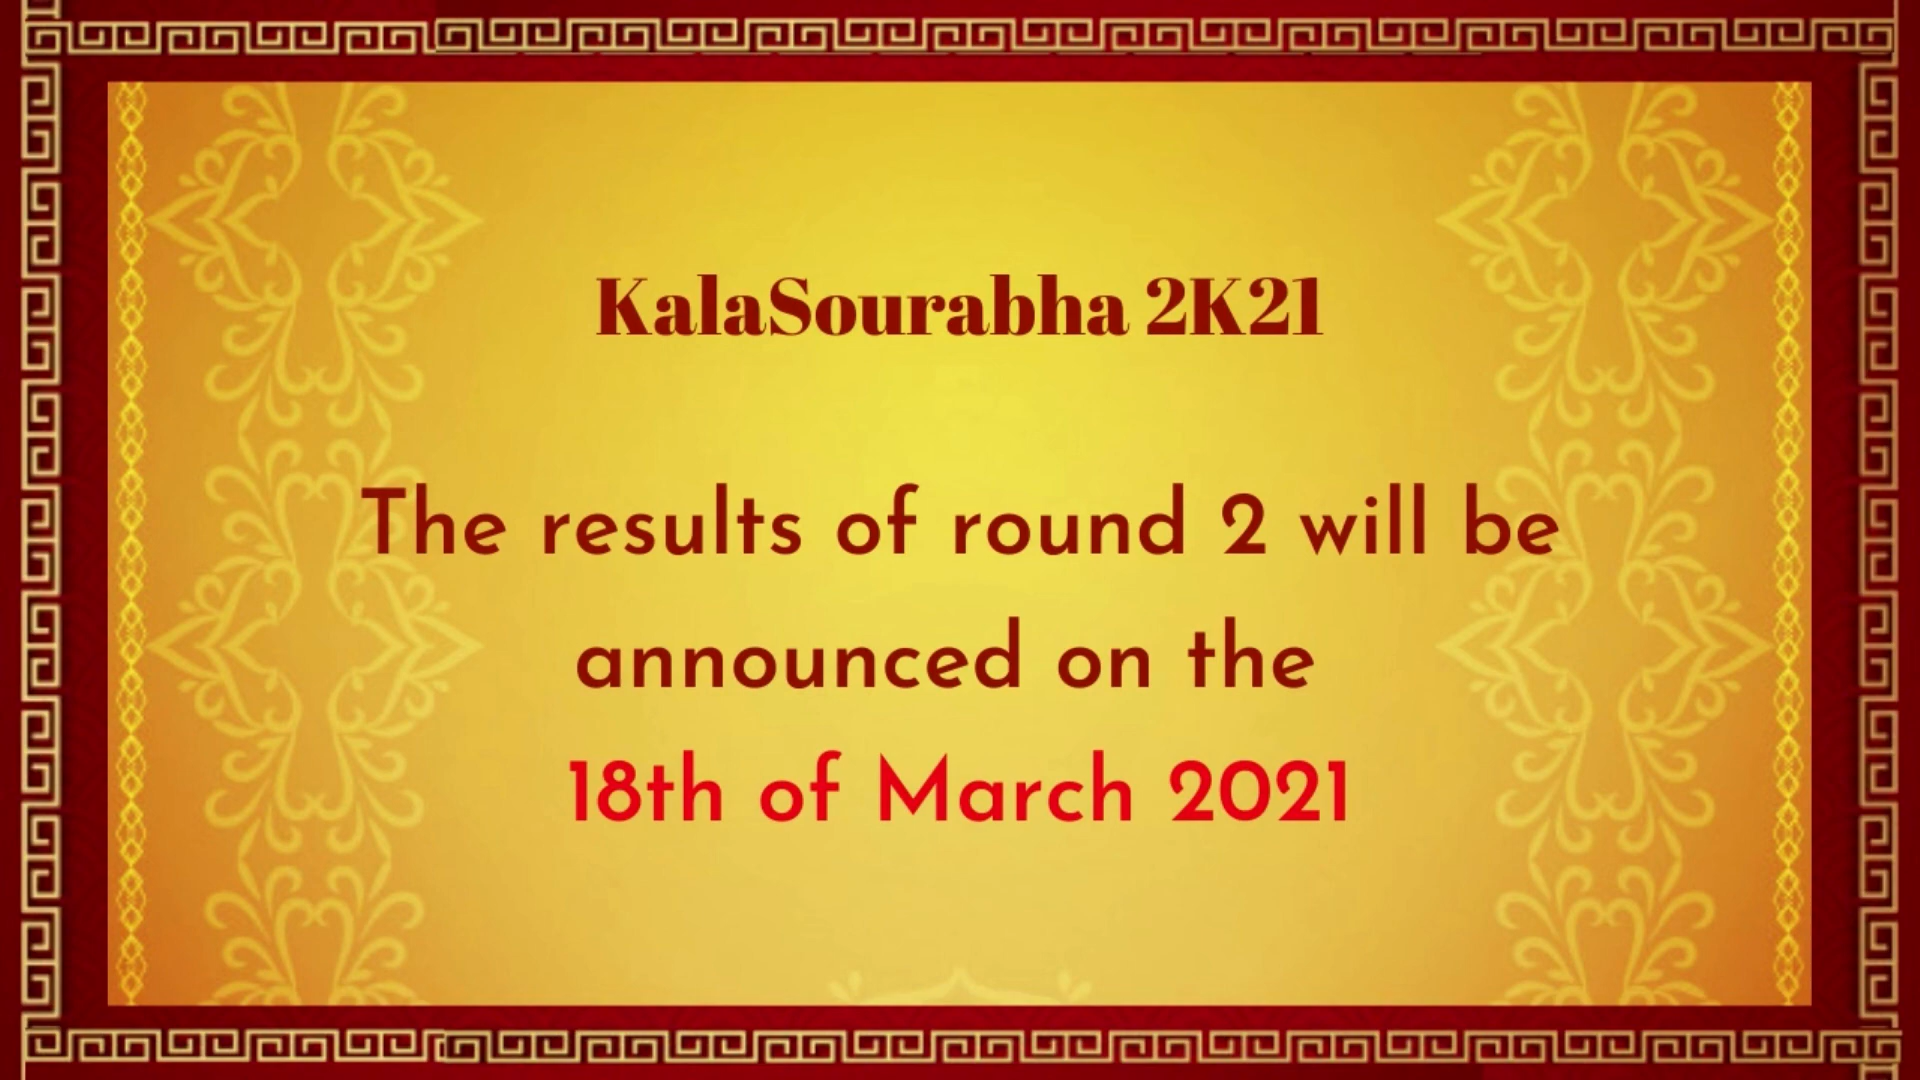 KalaSourabha 2K21
The results of round 2 will be
announced on the
18th of March 2021